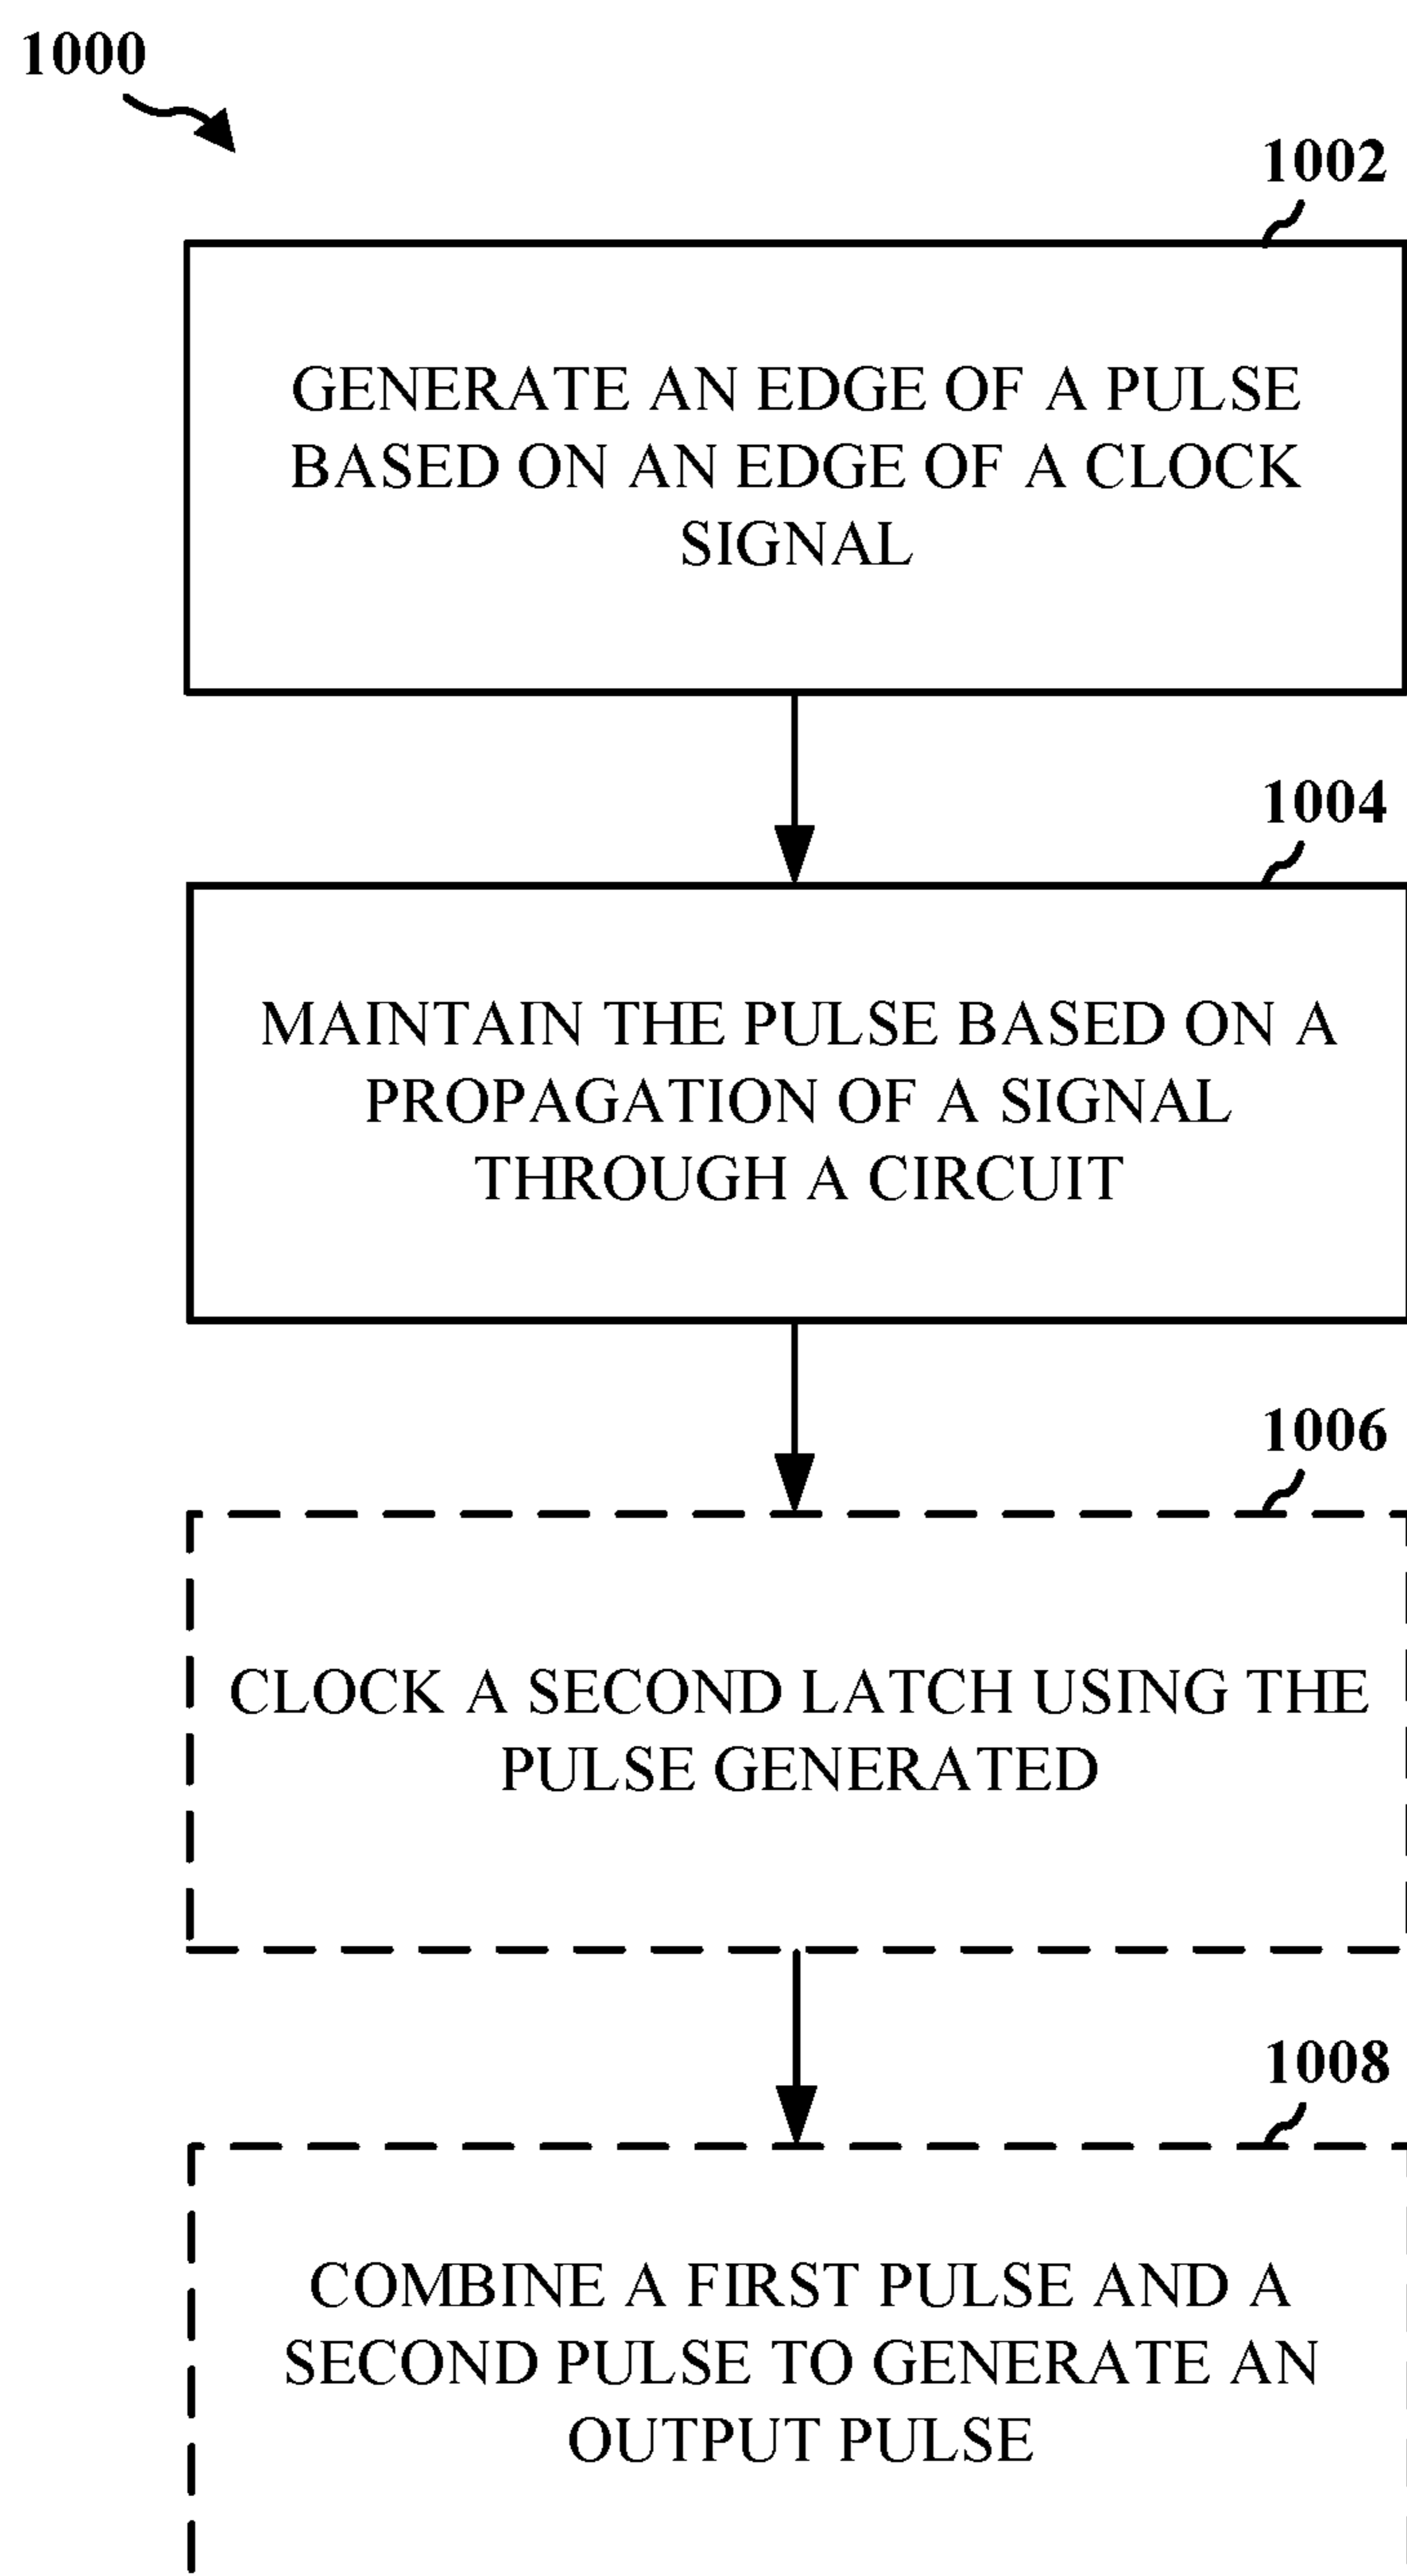 1000
1002
GENERATE AN EDGE OF A PULSE
BASED ON AN EDGE OF A CLOCK
SIGNAL
1004
MAINTAIN THE PULSE BASED ON A
PROPAGATION OF A SIGNAL
THROUGH A CIRCUIT
1006
CLOCK A SECOND LATCH USING THE
PULSE GENERATED
1008
COMBINE A FIRST PULSE AND A
SECOND PULSE TO GENERATE AN
OUTPUT PULSE